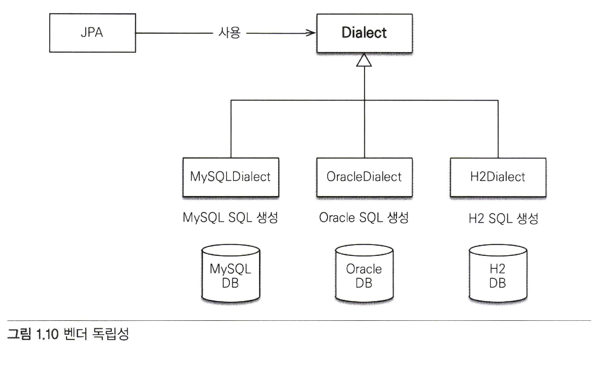 JPA
사용
Dialect
MySQLDialect
OracleDialect
H2Dialect
MySQL SQL 생성
Oracle SQL 생성
H2 SQL 생성
MySQL
DB
Oracle
DB
H2
DB
그림 1.10 벤더 독립성